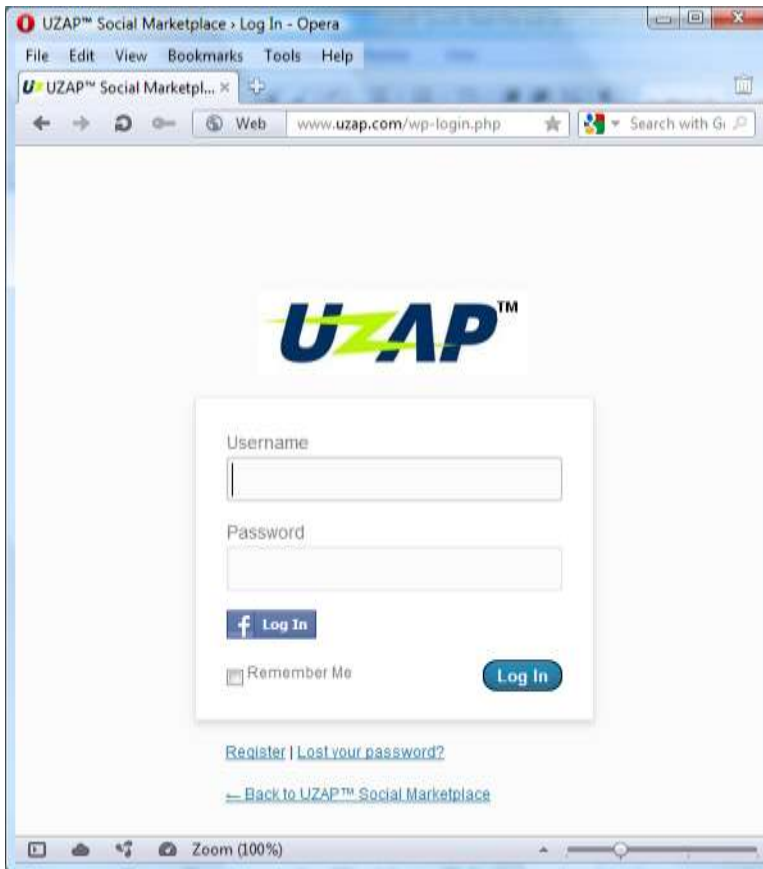 UZAP™ Social Marketplace › Log In - Opera
File Edit View Bookmarks Tools Help
UZAP™ Social Marketpl...
Web www.uzap.com/wp-login.php Search with G
UZAP™
Username
Password
f Log In
Remember Me Log In
Register | Lost your password?
← Back to UZAP™ Social Marketplace
Zoom (100%)